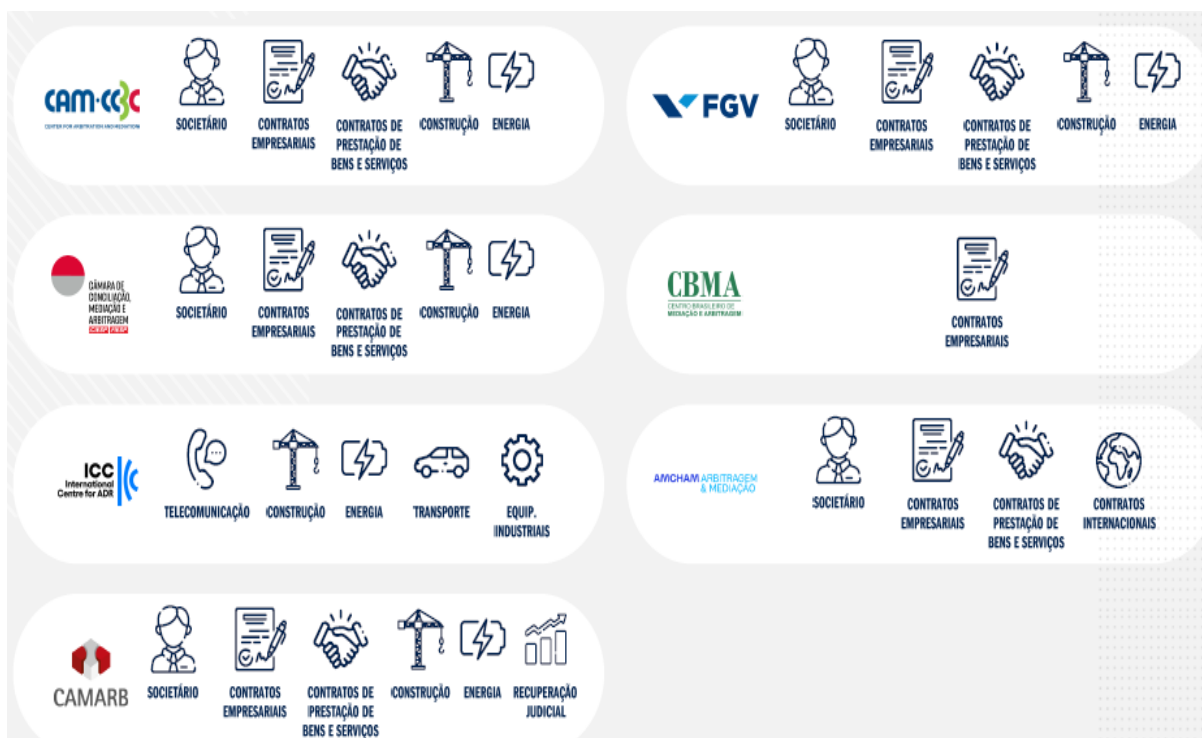 CAM-CCBC
CENTER FOR ARBITRATION AND MEDIATION
SOCIETÁRIO
CONTRATOS
EMPRESARIAIS
CONTRATOS DE
PRESTAÇÃO DE
BENS E SERVIÇOS
CONSTRUÇÃO
ENERGIA
FGV
SOCIETÁRIO
CONTRATOS
EMPRESARIAIS
CONTRATOS DE
PRESTAÇÃO DE
BENS E SERVIÇOS
CONSTRUÇÃO
ENERGIA
CÂMARA DE
CONCILIAÇÃO,
MEDIAÇÃO E
ARBITRAGEM
CIESP FIESP
SOCIETÁRIO
CONTRATOS
EMPRESARIAIS
CONTRATOS DE
PRESTAÇÃO DE
BENS E SERVIÇOS
CONSTRUÇÃO
ENERGIA
CBMA
CENTRO BRASILEIRO DE
MEDIAÇÃO E ARBITRAGEM
CONTRATOS
EMPRESARIAIS
ICC
International
Centre for ADR
TELECOMUNICAÇÃO
CONSTRUÇÃO
ENERGIA
TRANSPORTE
EQUIP.
INDUSTRIAIS
AMCHAM ARBITRAGEM
& MEDIAÇÃO
SOCIETÁRIO
CONTRATOS
EMPRESARIAIS
CONTRATOS DE
PRESTAÇÃO DE
BENS E SERVIÇOS
CONTRATOS
INTERNACIONAIS
CAMARB
SOCIETÁRIO
CONTRATOS
EMPRESARIAIS
CONTRATOS DE
PRESTAÇÃO DE
BENS E SERVIÇOS
CONSTRUÇÃO
ENERGIA
RECUPERAÇÃO
JUDICIAL